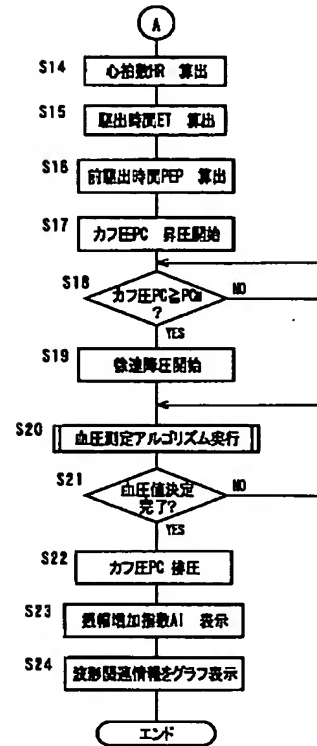 A
S14
心拍数HR 算出
S15
駆出時間ET 算出
S16
前駆出時間PEP 算出
S17
カフ圧PC 昇圧開始
S18
カフ圧PC≧PCM
?
NO
YES
S19
徐速降圧開始
S20
血圧測定アルゴリズム実行
S21
血圧値決定
完了?
NO
YES
S22
カフ圧PC 排圧
S23
振幅増加指数AI 表示
S24
波形関連情報をグラフ表示
エンド